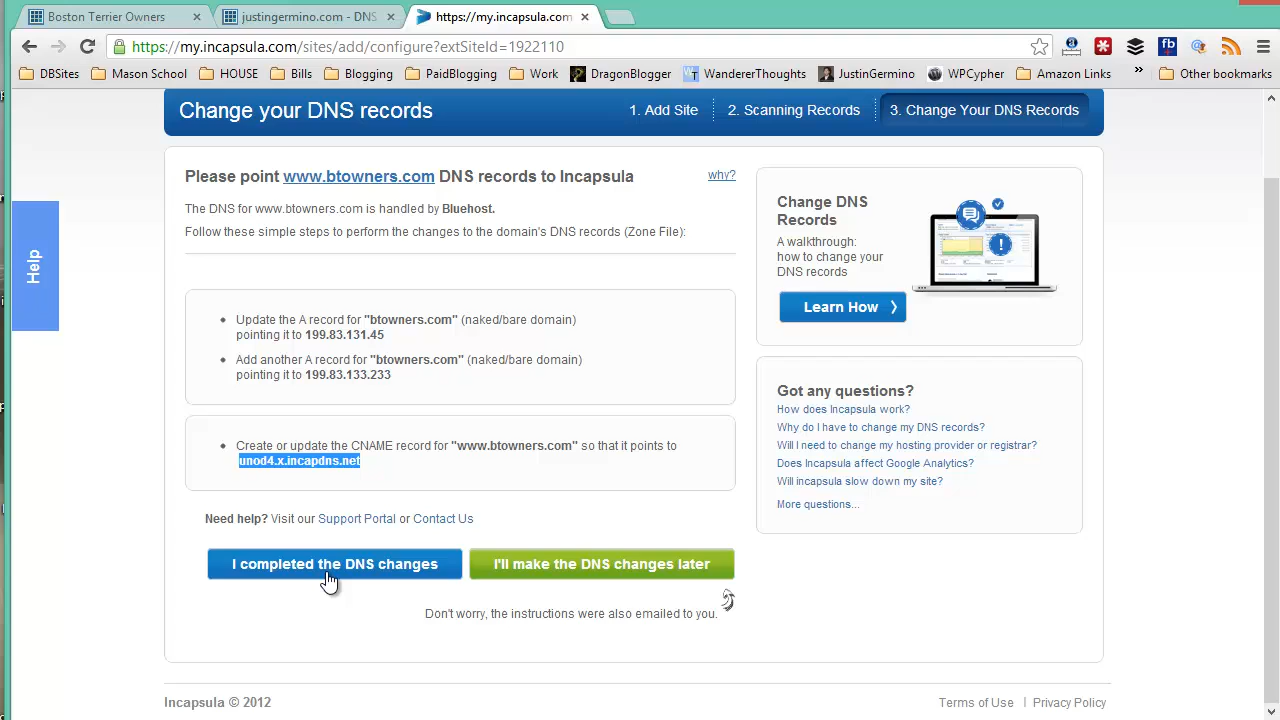 Boston Terrier Owners
justingermino.com - DNS
https://my.incapsula.com
https://my.incapsula.com/sites/add/configure?extSiteId=1922110
DBSites
Mason School
HOUSE
Bills
Blogging
PaidBlogging
Work
DragonBlogger
WandererThoughts
JustinGermino
WPCypher
Amazon Links
»
Other bookmarks
Change your DNS records
1. Add Site
2. Scanning Records
3. Change Your DNS Records
Help
Please point www.btowners.com DNS records to Incapsula
why?
The DNS for www.btowners.com is handled by Bluehost.
Follow these simple steps to perform the changes to the domain's DNS records (Zone File):
• Update the A record for "btowners.com" (naked/bare domain)
pointing it to 199.83.131.45
• Add another A record for "btowners.com" (naked/bare domain)
pointing it to 199.83.133.233
• Create or update the CNAME record for "www.btowners.com" so that it points to
unod4.x.incapdns.net
Need help? Visit our Support Portal or Contact Us
I completed the DNS changes
I'll make the DNS changes later
Don't worry, the instructions were also emailed to you.
Change DNS
Records
A walkthrough:
how to change your
DNS records
Learn How
Got any questions?
How does Incapsula work?
Why do I have to change my DNS records?
Will I need to change my hosting provider or registrar?
Does Incapsula affect Google Analytics?
Will incapsula slow down my site?
More questions...
Incapsula © 2012
Terms of Use | Privacy Policy